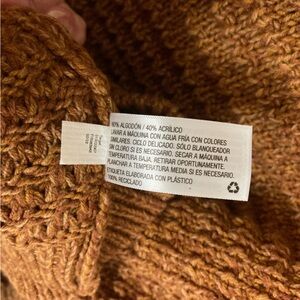 60% ALGODÓN / 40% ACRÍLICO
LAVAR A MÁQUINA CON AGUA FRÍA CON COLORES
SIMILARES. CICLO DELICADO. SÓLO BLANQUEADOR
SIN CLORO SI ES NECESARIO. SECAR A MÁQUINA A
TEMPERATURA BAJA. RETIRAR OPORTUNAMENTE.
PLANCHAR A TEMPERATURA MEDIA SI ES NECESARIO.
ETIQUETA ELABORADA CON PLÁSTICO
100% RECICLADO